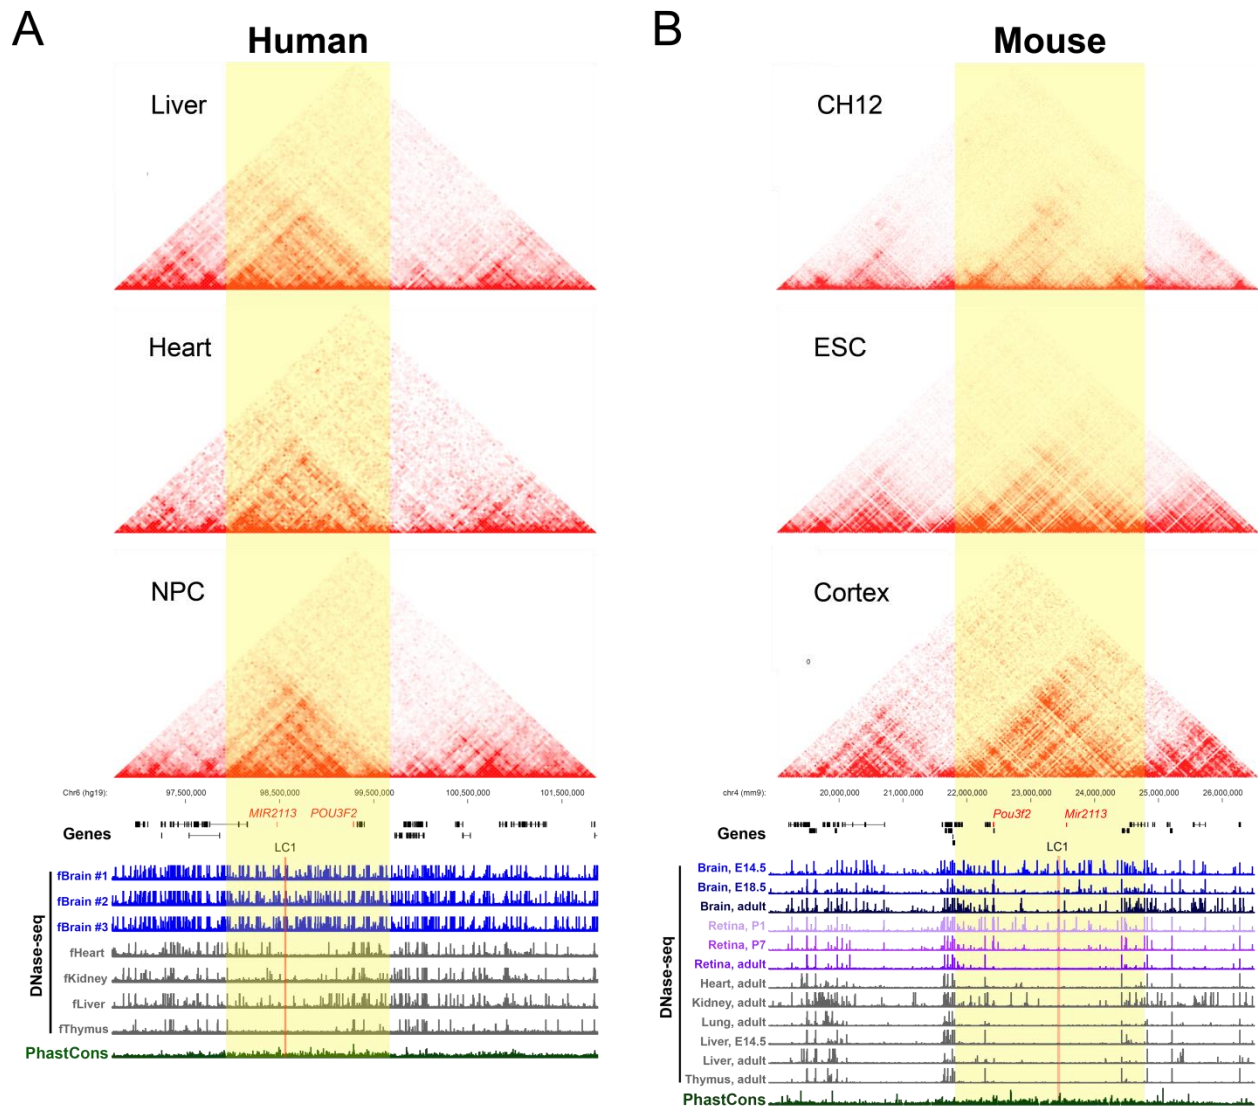 A
Human
Liver
Heart
NPC
Chr6 (hg19):
97,500,000
98,500,000
99,500,000
100,500,000
101,500,000
MIR2113
POU3F2
Genes
LC1
DNase-seq
fBrain #1
fBrain #2
fBrain #3
fHeart
fKidney
fLiver
fThymus
PhastCons
B
Mouse
CH12
ESC
Cortex
0
chr4 (mm9):
20,000,000
21,000,000
22,000,000
23,000,000
24,000,000
25,000,000
26,000,000
Pou3f2
Mir2113
Genes
LC1
DNase-seq
Brain, E14.5
Brain, E18.5
Brain, adult
Retina, P1
Retina, P7
Retina, adult
Heart, adult
Kidney, adult
Lung, adult
Liver, E14.5
Liver, adult
Thymus, adult
PhastCons